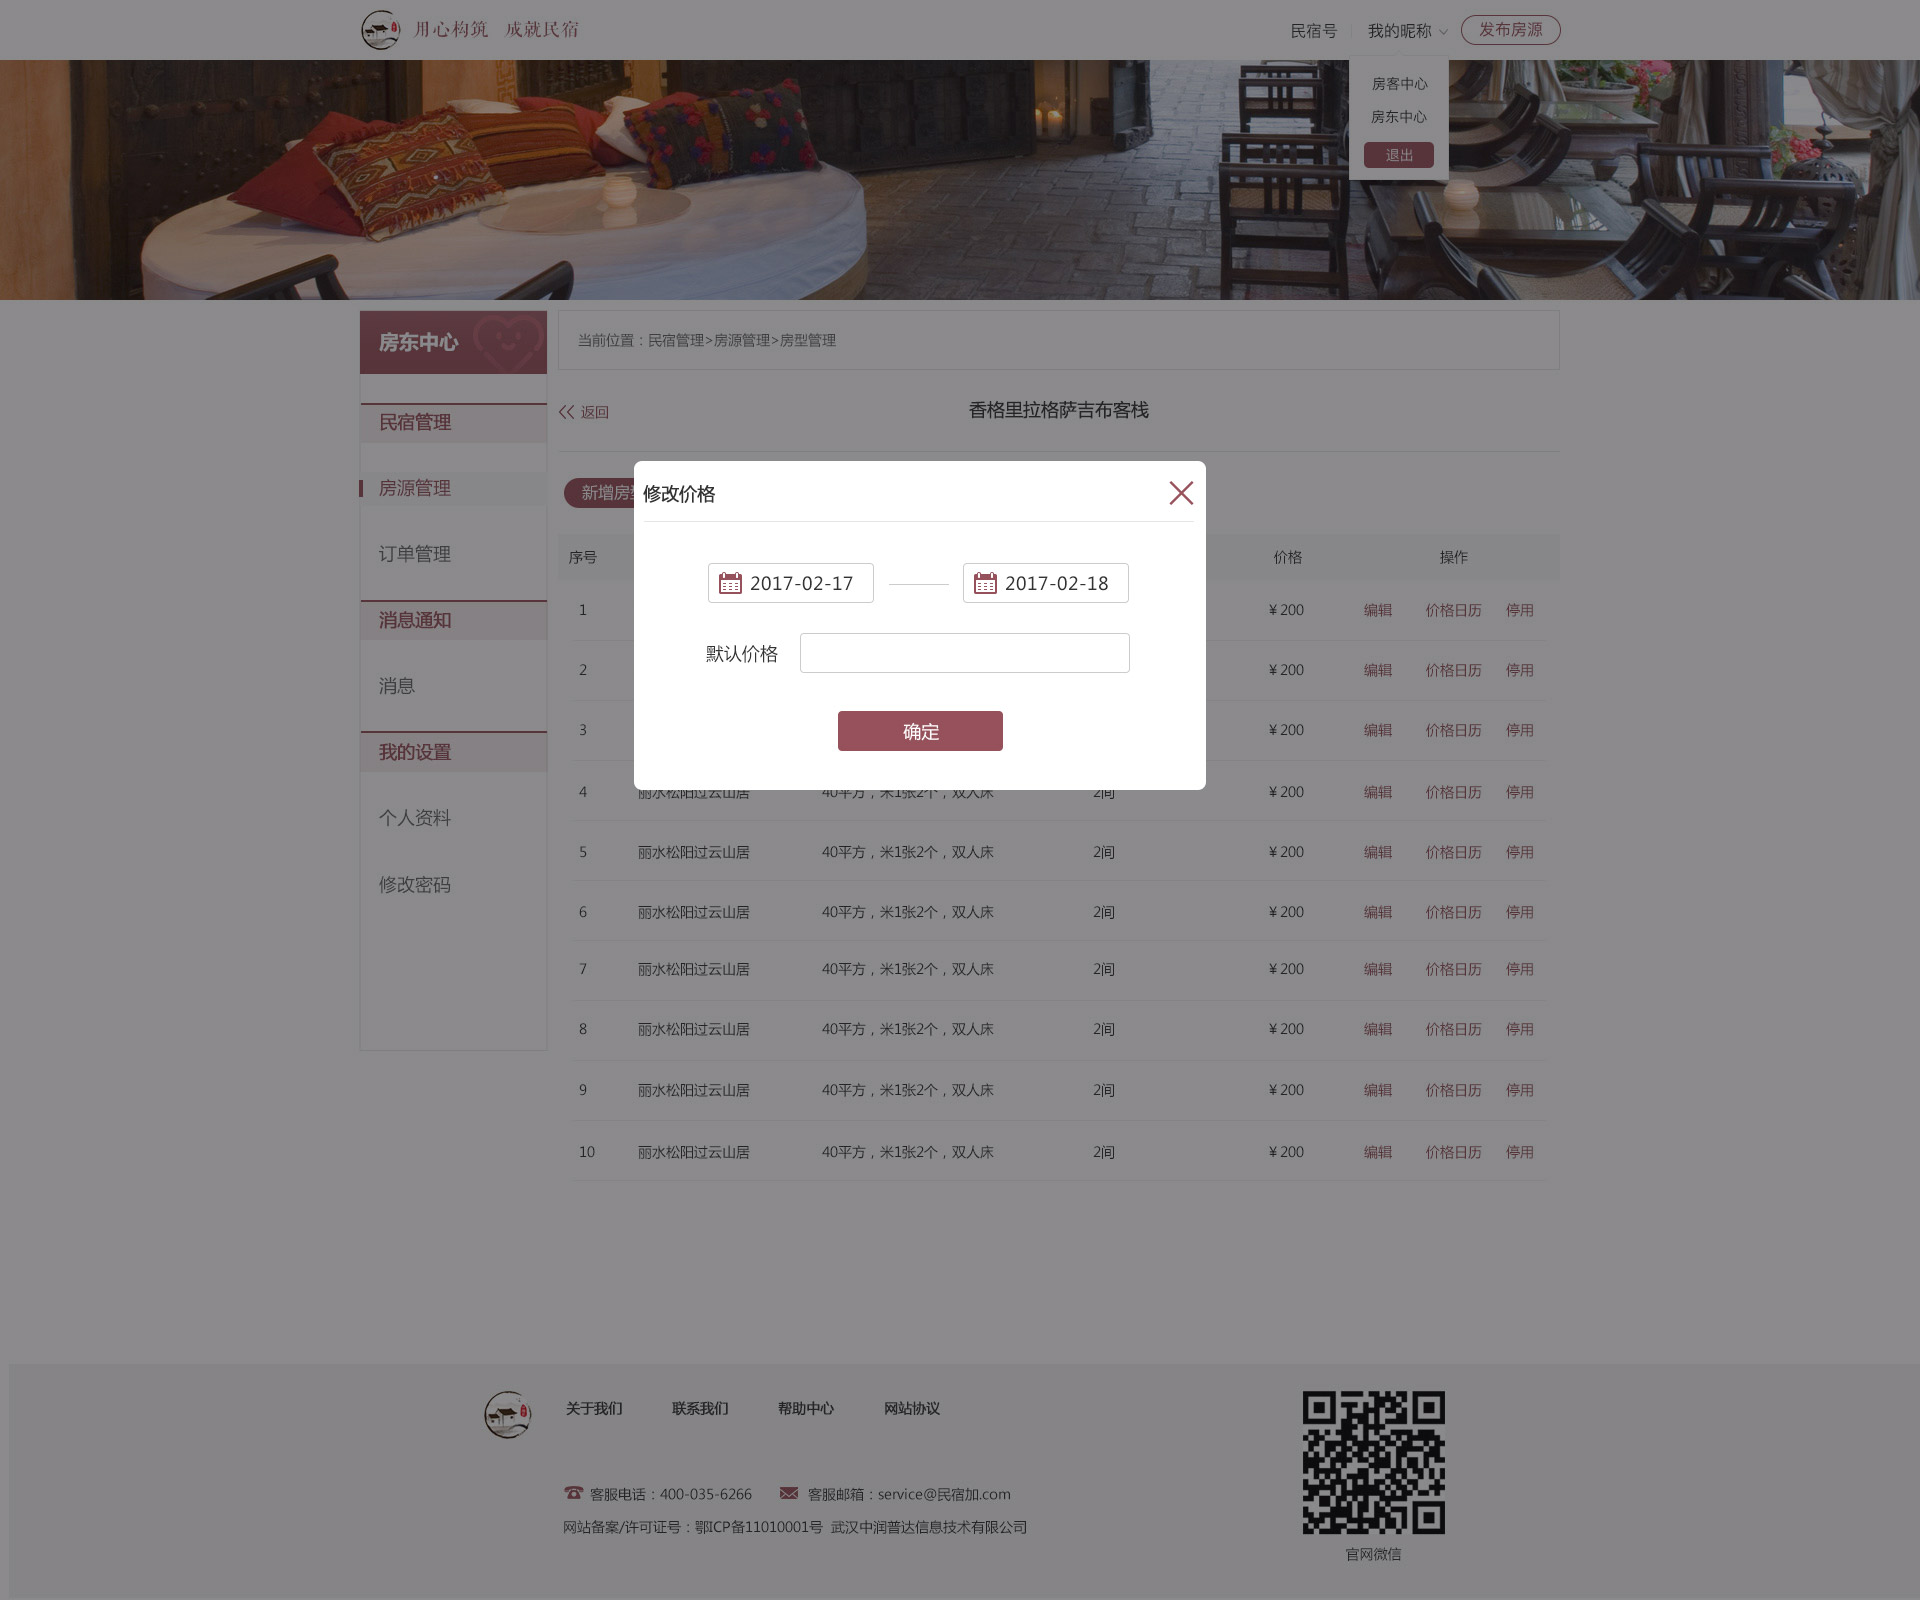 用心构筑 成就民宿
民宿号 我的昵称 发布房源
房客中心
房东中心
退出
房东中心
民宿管理
房源管理
订单管理
消息通知
消息
我的设置
个人资料
修改密码
当前位置：民宿管理>房源管理>房型管理
返回 香格里拉格萨吉布客栈
新增房
修改价格
2017-02-17 2017-02-18
默认价格
确定
序号 价格 操作
1 ¥ 200 编辑 价格日历 停用
2 ¥ 200 编辑 价格日历 停用
3 ¥ 200 编辑 价格日历 停用
4 丽水松阳过云山居 40平方，米1张2个，双人床 2间 ¥ 200 编辑 价格日历 停用
5 丽水松阳过云山居 40平方，米1张2个，双人床 2间 ¥ 200 编辑 价格日历 停用
6 丽水松阳过云山居 40平方，米1张2个，双人床 2间 ¥ 200 编辑 价格日历 停用
7 丽水松阳过云山居 40平方，米1张2个，双人床 2间 ¥ 200 编辑 价格日历 停用
8 丽水松阳过云山居 40平方，米1张2个，双人床 2间 ¥ 200 编辑 价格日历 停用
9 丽水松阳过云山居 40平方，米1张2个，双人床 2间 ¥ 200 编辑 价格日历 停用
10 丽水松阳过云山居 40平方，米1张2个，双人床 2间 ¥ 200 编辑 价格日历 停用
关于我们 联系我们 帮助中心 网站协议
客服电话：400-035-6266 客服邮箱：service@民宿加.com
网站备案/许可证号：鄂ICP备11010001号 武汉中润普达信息技术有限公司
官网微信